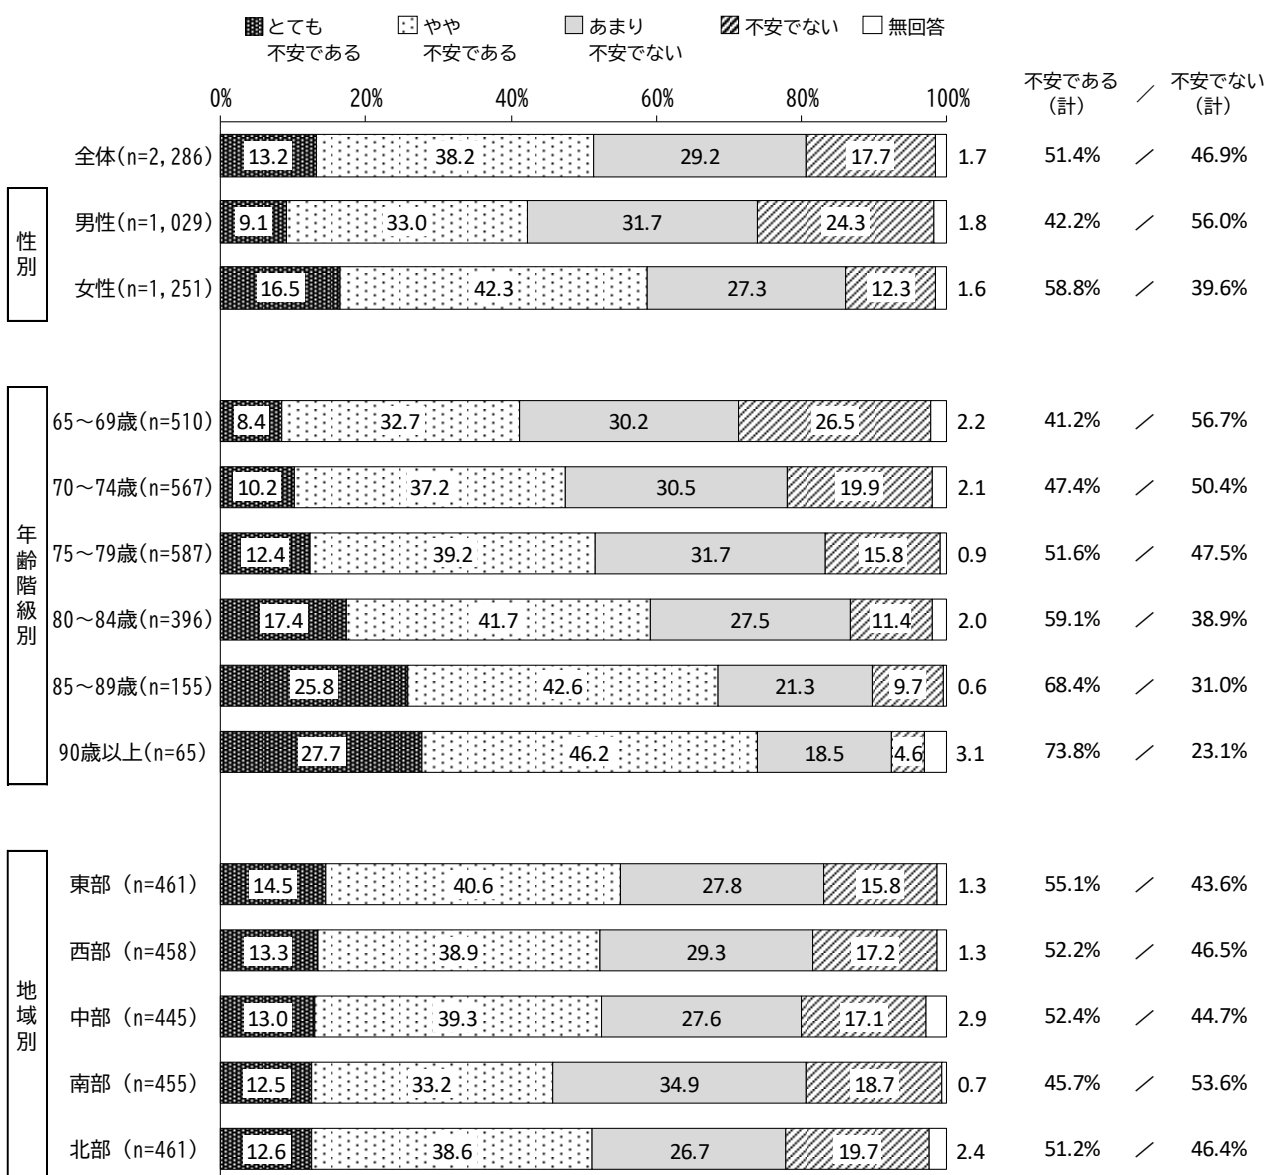 とても
不安である
やや
不安である
あまり
不安でない
不安でない
無回答
0% 20% 40% 60% 80% 100%
不安である
（計）
／
不安でない
（計）
全体(n=2,286) 13.2 38.2 29.2 17.7 1.7 51.4% ／ 46.9%
性別
男性(n=1,029) 9.1 33.0 31.7 24.3 1.8 42.2% ／ 56.0%
女性(n=1,251) 16.5 42.3 27.3 12.3 1.6 58.8% ／ 39.6%
年齢階級別
65～69歳(n=510) 8.4 32.7 30.2 26.5 2.2 41.2% ／ 56.7%
70～74歳(n=567) 10.2 37.2 30.5 19.9 2.1 47.4% ／ 50.4%
75～79歳(n=587) 12.4 39.2 31.7 15.8 0.9 51.6% ／ 47.5%
80～84歳(n=396) 17.4 41.7 27.5 11.4 2.0 59.1% ／ 38.9%
85～89歳(n=155) 25.8 42.6 21.3 9.7 0.6 68.4% ／ 31.0%
90歳以上(n=65) 27.7 46.2 18.5 4.6 3.1 73.8% ／ 23.1%
地域別
東部 (n=461) 14.5 40.6 27.8 15.8 1.3 55.1% ／ 43.6%
西部 (n=458) 13.3 38.9 29.3 17.2 1.3 52.2% ／ 46.5%
中部 (n=445) 13.0 39.3 27.6 17.1 2.9 52.4% ／ 44.7%
南部 (n=455) 12.5 33.2 34.9 18.7 0.7 45.7% ／ 53.6%
北部 (n=461) 12.6 38.6 26.7 19.7 2.4 51.2% ／ 46.4%